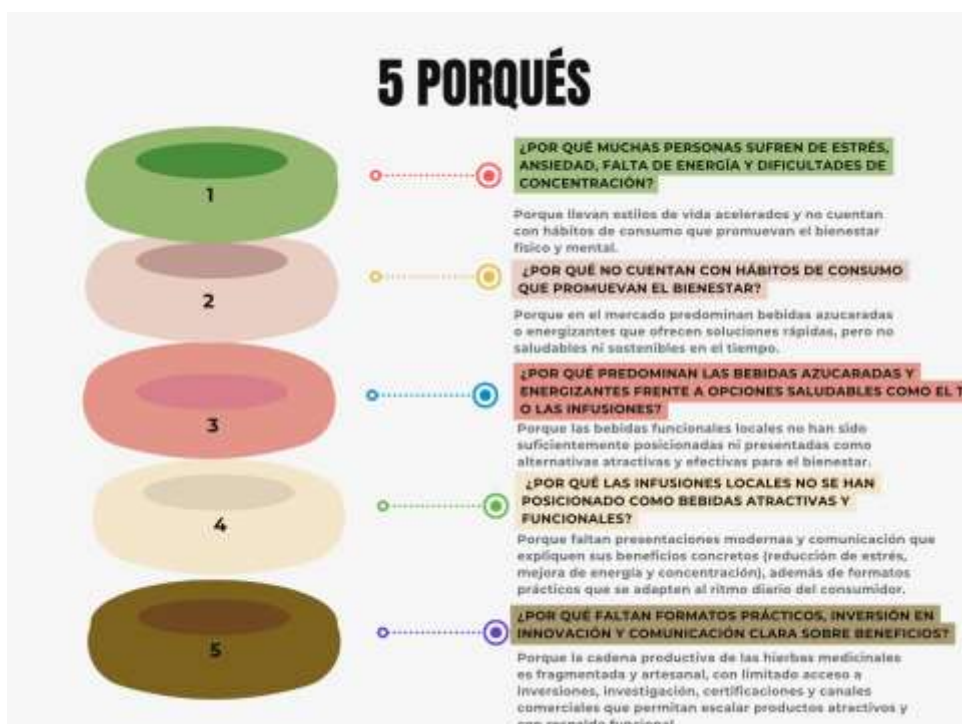 5 PORQUÉS
1
¿POR QUÉ MUCHAS PERSONAS SUFREN DE ESTRÉS,
ANSIEDAD, FALTA DE ENERGÍA Y DIFICULTADES DE
CONCENTRACIÓN?
Porque llevan estilos de vida acelerados y no cuentan
con hábitos de consumo que promuevan el bienestar
físico y mental.
2
¿POR QUÉ NO CUENTAN CON HÁBITOS DE CONSUMO
QUE PROMUEVAN EL BIENESTAR?
Porque en el mercado predominan bebidas azucaradas
o energizantes que ofrecen soluciones rápidas, pero no
saludables ni sostenibles en el tiempo.
3
¿POR QUÉ PREDOMINAN LAS BEBIDAS AZUCARADAS Y
ENERGIZANTES FRENTE A OPCIONES SALUDABLES COMO EL T
O LAS INFUSIONES?
Porque las bebidas funcionales locales no han sido
suficientemente posicionadas ni presentadas como
alternativas atractivas y efectivas para el bienestar.
4
¿POR QUÉ LAS INFUSIONES LOCALES NO SE HAN
POSICIONADO COMO BEBIDAS ATRACTIVAS Y
FUNCIONALES?
Porque faltan presentaciones modernas y comunicación que
expliquen sus beneficios concretos (reducción de estrés,
mejora de energía y concentración), además de formatos
prácticos que se adapten al ritmo diario del consumidor.
5
¿POR QUÉ FALTAN FORMATOS PRÁCTICOS, INVERSIÓN EN
INNOVACIÓN Y COMUNICACIÓN CLARA SOBRE BENEFICIOS?
Porque la cadena productiva de las hierbas medicinales
es fragmentada y artesanal, con limitado acceso a
inversiones, investigación, certificaciones y canales
comerciales que permitan escalar productos atractivos y